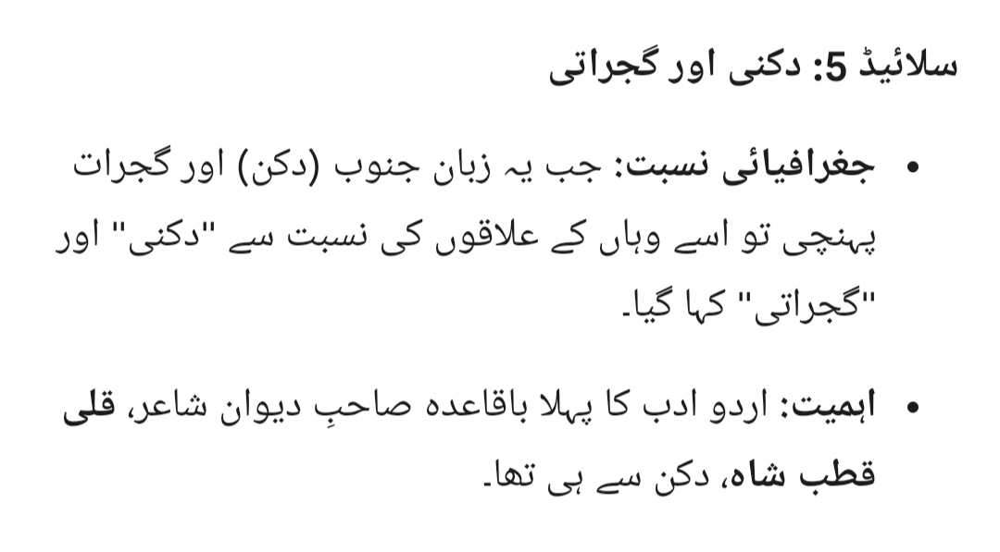 سلائیڈ 5: دکنی اور گجراتی
• جغرافیائی نسبت: جب یہ زبان جنوب (دکن) اور گجرات
پہنچی تو اسے وہاں کے علاقوں کی نسبت سے "دکنی" اور
"گجراتی" کہا گیا۔
• اہمیت: اردو ادب کا پہلا باقاعدہ صاحبِ دیوان شاعر، قلی
قطب شاہ، دکن سے ہی تھا۔